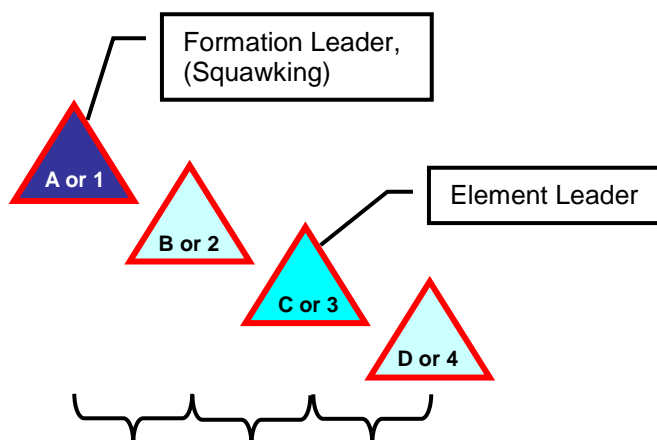 Formation Leader,
(Squawking)
A or 1
B or 2
Element Leader
C or 3
D or 4